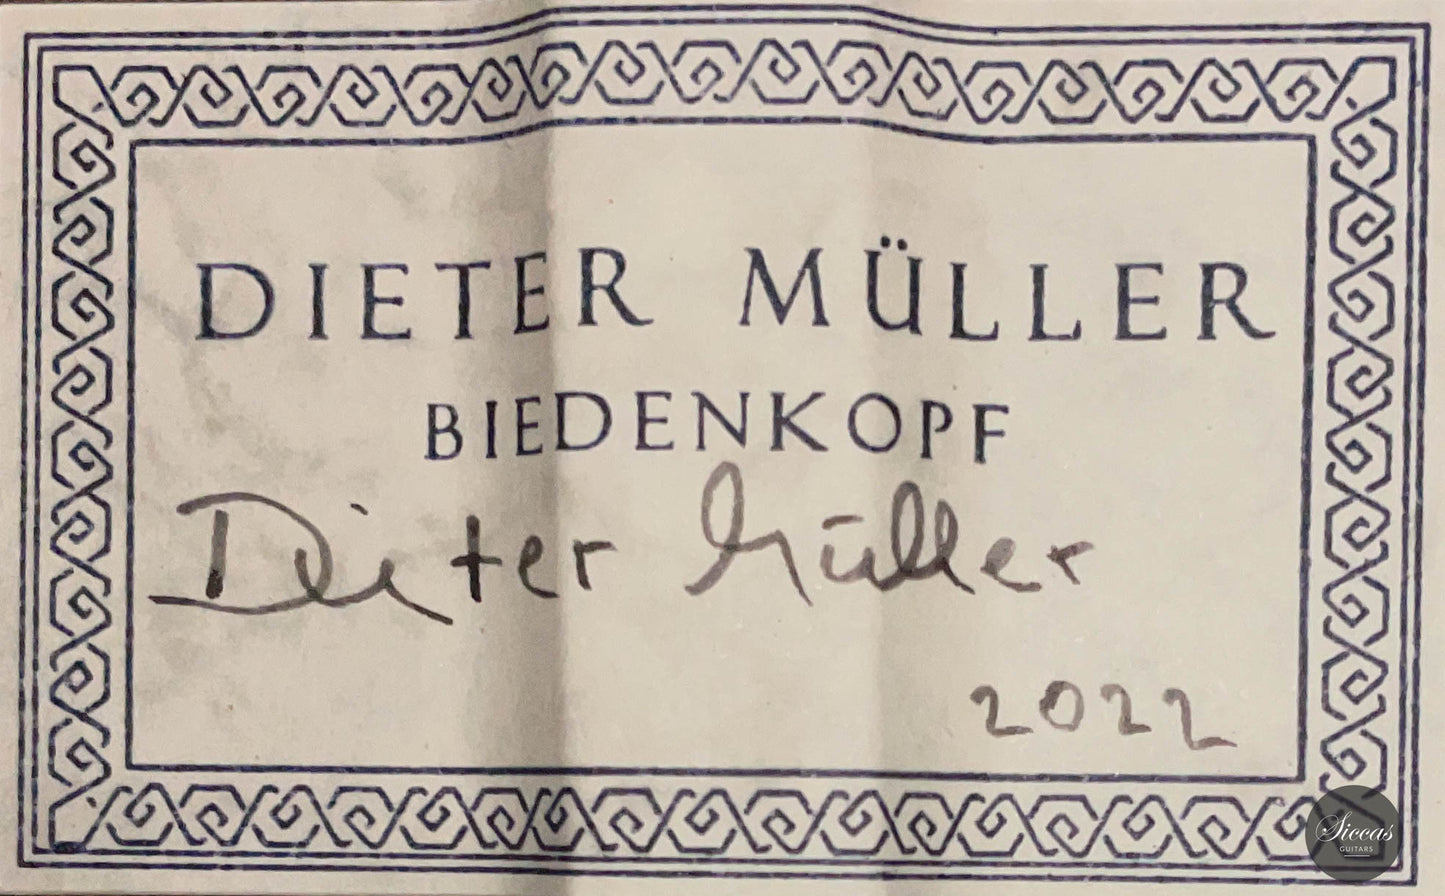 DIETER MÜLLER
BIEDENKOPF
Dieter Müller
2022
Siccas
GUITARS